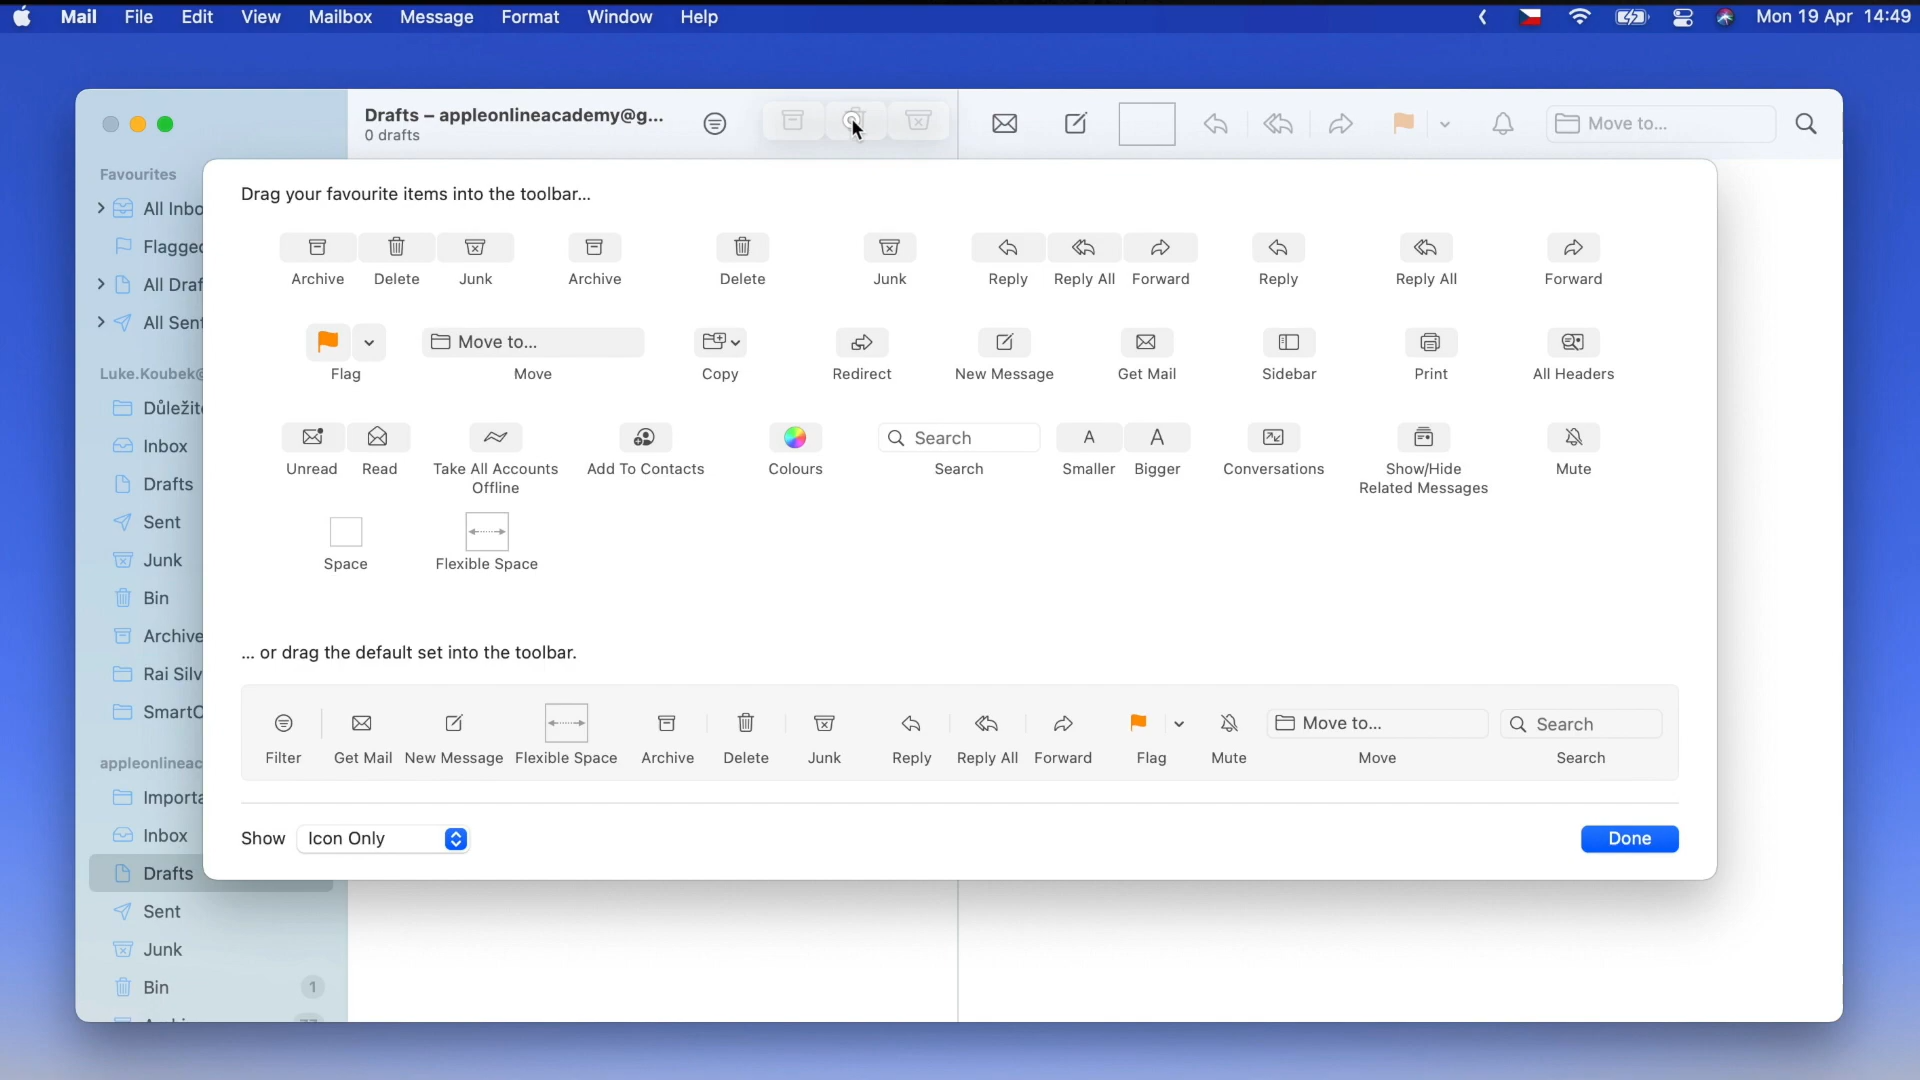 Mail File Edit View Mailbox Message Format Window Help Mon 19 Apr 14:49
Drafts – appleonlineacademy@g...
0 drafts
Move to...
Favourites
All Inbo
Flagged
All Draf
All Sent
Luke.Koubek@
Důležit
Inbox
Drafts
Sent
Junk
Bin
Archive
Rai Silv
SmartC
appleonlineac
Importa
Inbox
Drafts
Sent
Junk
Bin 1
Drag your favourite items into the toolbar...
Archive Delete Junk Archive Delete Junk Reply Reply All Forward Reply Reply All Forward
Move to...
Flag Move Copy Redirect New Message Get Mail Sidebar Print All Headers
Search A A
Unread Read Take All Accounts Offline Add To Contacts Colours Search Smaller Bigger Conversations Show/Hide Related Messages Mute
Space Flexible Space
... or drag the default set into the toolbar.
Move to... Search
Filter Get Mail New Message Flexible Space Archive Delete Junk Reply Reply All Forward Flag Mute Move Search
Show Icon Only Done